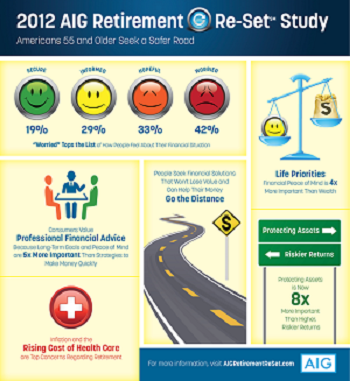 2012 AIG Retirement Re-Set℠ Study
Americans 55 and Older Seek a Safer Road
SECURE
INFORMED
HOPEFUL
WORRIED
19%
29%
33%
42%
"Worried" Tops the List of How People Feel About Their Financial Situation
$
Life Priorities:
Financial Peace of Mind is 4x
More Important Than Wealth
Consumers Value
Professional Financial Advice
Because Long-Term Goals and Peace of Mind
are 5x More Important Than Strategies to
Make Money Quickly
People Seek Financial Solutions
That Won't Lose Value and
Can Help Their Money
Go the Distance
$
Protecting Assets
Riskier Returns
Protecting Assets
is Now
8x
More Important
Than Higher,
Riskier Returns
Inflation and the
Rising Cost of Health Care
are Top Concerns Regarding Retirement
For more information, visit AIGRetirementReSet.com
AIG